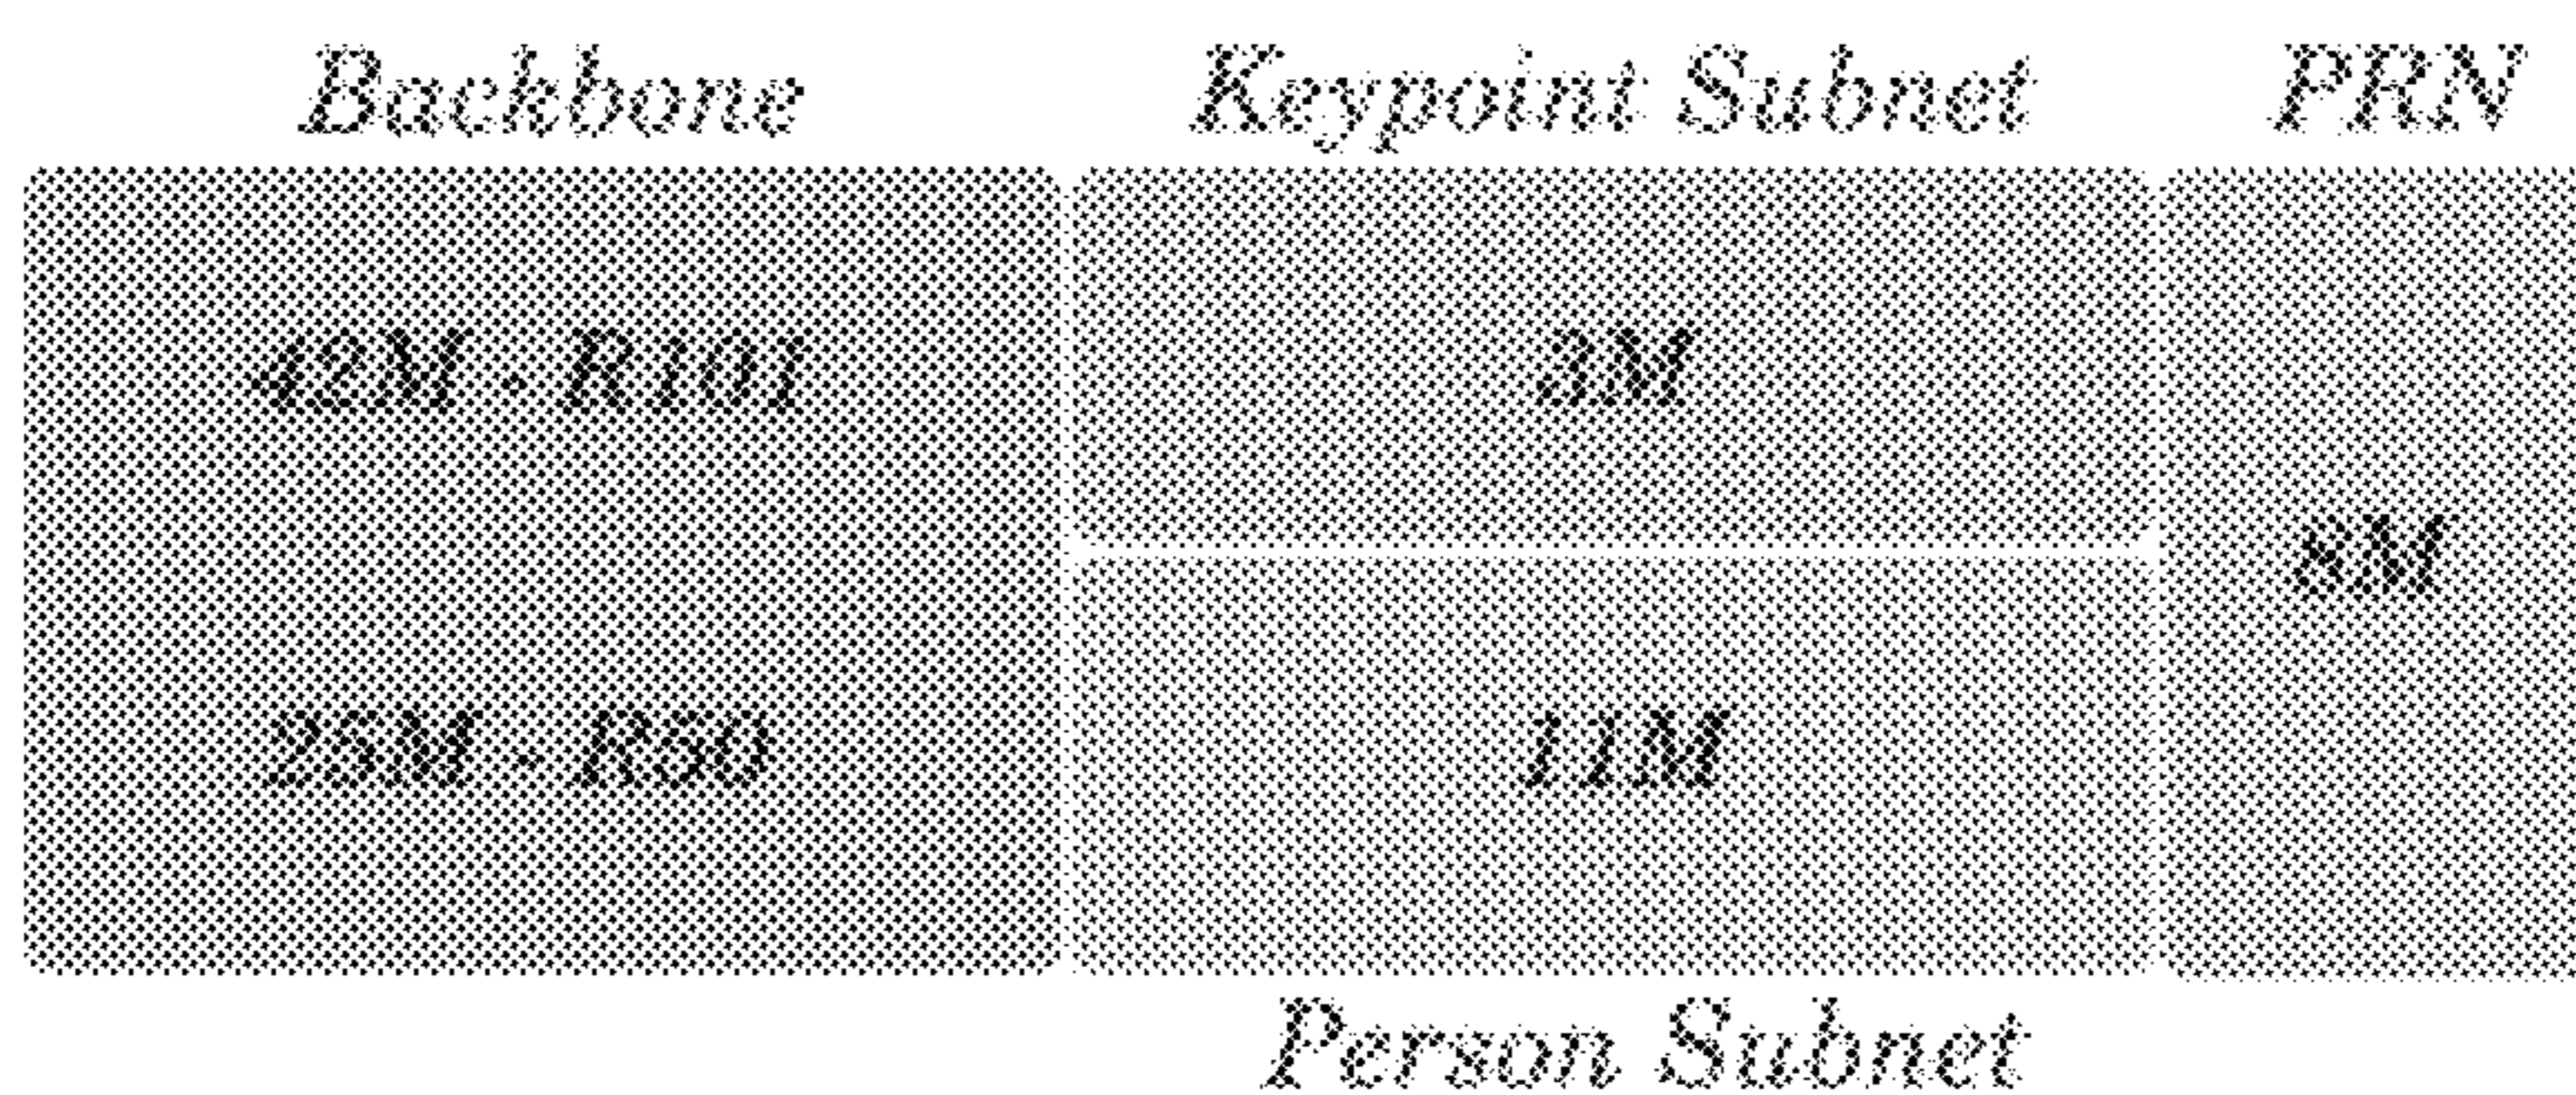 Backbone
Keypoint Subnet
PRN
42M - R101
3M
8M
25M - R50
11M
Person Subnet